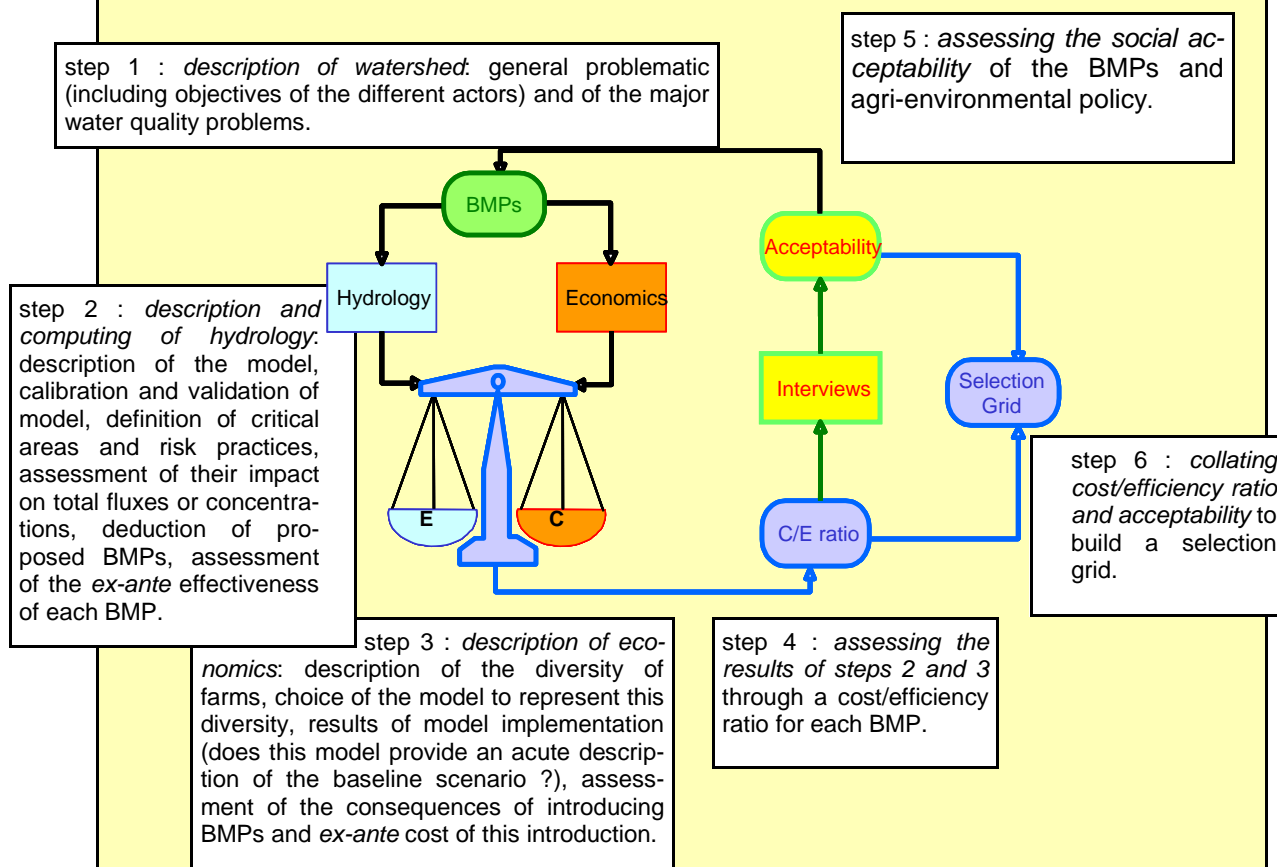 step 1 : description of watershed: general problematic
(including objectives of the different actors) and of the major
water quality problems.
step 5 : assessing the social ac-
ceptability of the BMPs and
agri-environmental policy.
BMPs
Acceptability
Hydrology
Economics
step 2 : description and
computing of hydrology:
description of the model,
calibration and validation of
model, definition of critical
areas and risk practices,
assessment of their impact
on total fluxes or concentra-
tions, deduction of pro-
posed BMPs, assessment
of the ex-ante effectiveness
of each BMP.
Interviews
Selection
Grid
E
C
C/E ratio
step 6 : collating
cost/efficiency ratio
and acceptability to
build a selection
grid.
step 3 : description of eco-
nomics: description of the diversity of
farms, choice of the model to represent this
diversity, results of model implementation
(does this model provide an acute descrip-
tion of the baseline scenario ?), assess-
ment of the consequences of introducing
BMPs and ex-ante cost of this introduction.
step 4 : assessing the
results of steps 2 and 3
through a cost/efficiency
ratio for each BMP.